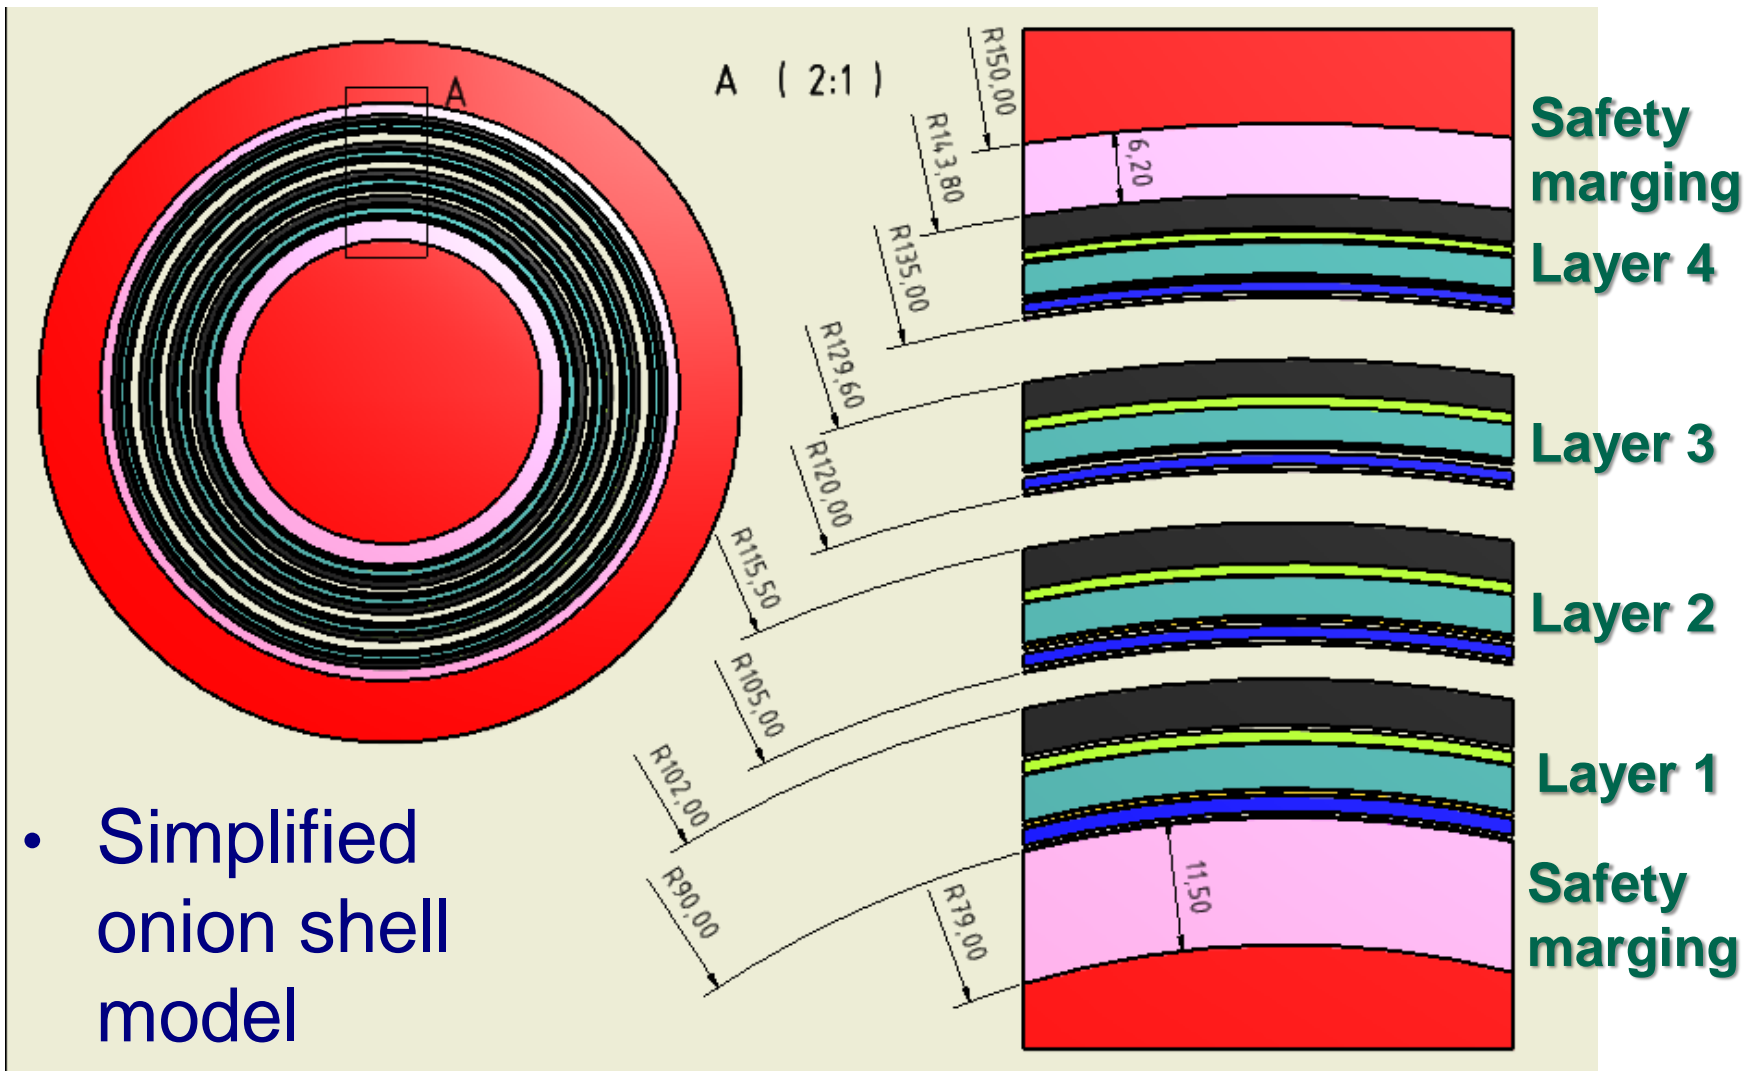 A
A ( 2:1 )
R150,00
R143,80
R135,00
R129,60
R120,00
R115,50
R105,00
R102,00
R90,00
R79,00
6,20
11,50
Safety
marging
Layer 4
Layer 3
Layer 2
Layer 1
Safety
marging
• Simplified
onion shell
model